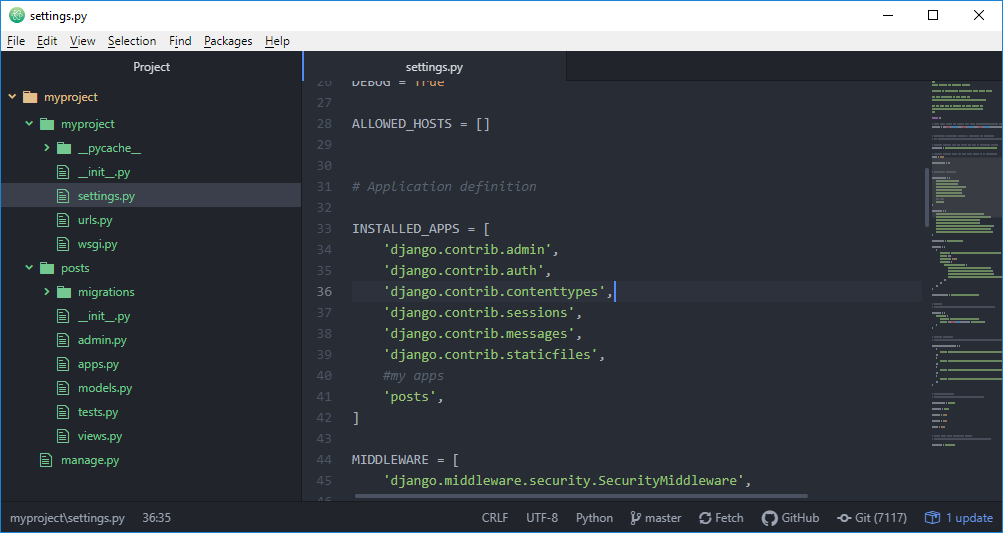 settings.py
File Edit View Selection Find Packages Help
Project
myproject
myproject
__pycache__
__init__.py
settings.py
urls.py
wsgi.py
posts
migrations
__init__.py
admin.py
apps.py
models.py
tests.py
views.py
manage.py
settings.py
26 DEBUG = True
27
28 ALLOWED_HOSTS = []
29
30
31 # Application definition
32
33 INSTALLED_APPS = [
34 'django.contrib.admin',
35 'django.contrib.auth',
36 'django.contrib.contenttypes',
37 'django.contrib.sessions',
38 'django.contrib.messages',
39 'django.contrib.staticfiles',
40 #my apps
41 'posts',
42 ]
43
44 MIDDLEWARE = [
45 'django.middleware.security.SecurityMiddleware',
46
myproject\settings.py 36:35 CRLF UTF-8 Python master Fetch GitHub Git (7117) 1 update